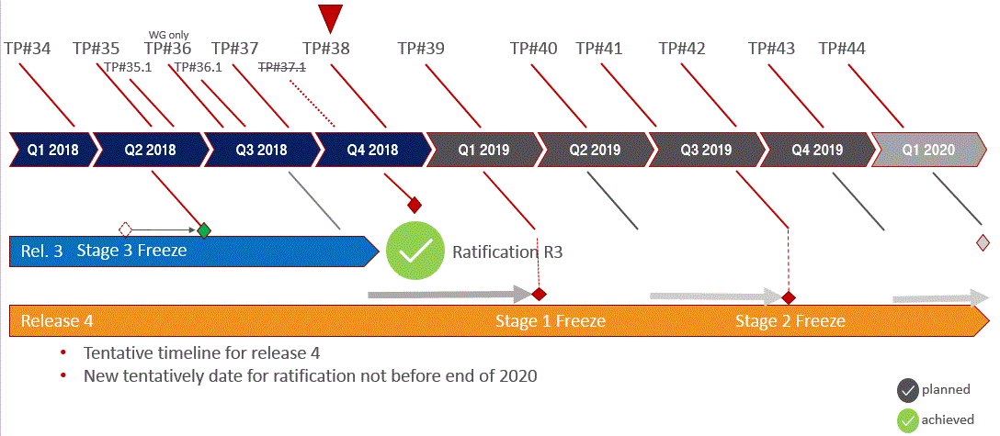 WG only
TP#34 TP#35 TP#36 TP#37 TP#38 TP#39 TP#40 TP#41 TP#42 TP#43 TP#44
TP#35.1 TP#36.1 TP#37.1
Q1 2018 Q2 2018 Q3 2018 Q4 2018 Q1 2019 Q2 2019 Q3 2019 Q4 2019 Q1 2020
Rel. 3 Stage 3 Freeze Ratification R3
Release 4 Stage 1 Freeze Stage 2 Freeze
• Tentative timeline for release 4
• New tentatively date for ratification not before end of 2020
planned
achieved